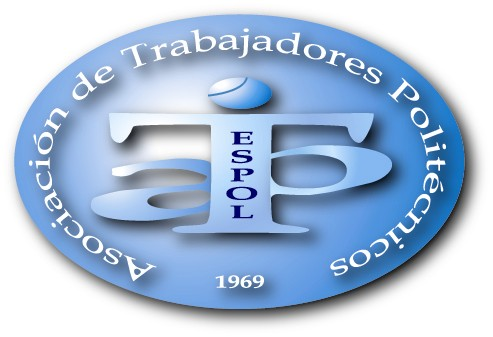 Asociación de Trabajadores Politécnicos
aTp
ESPOL
1969